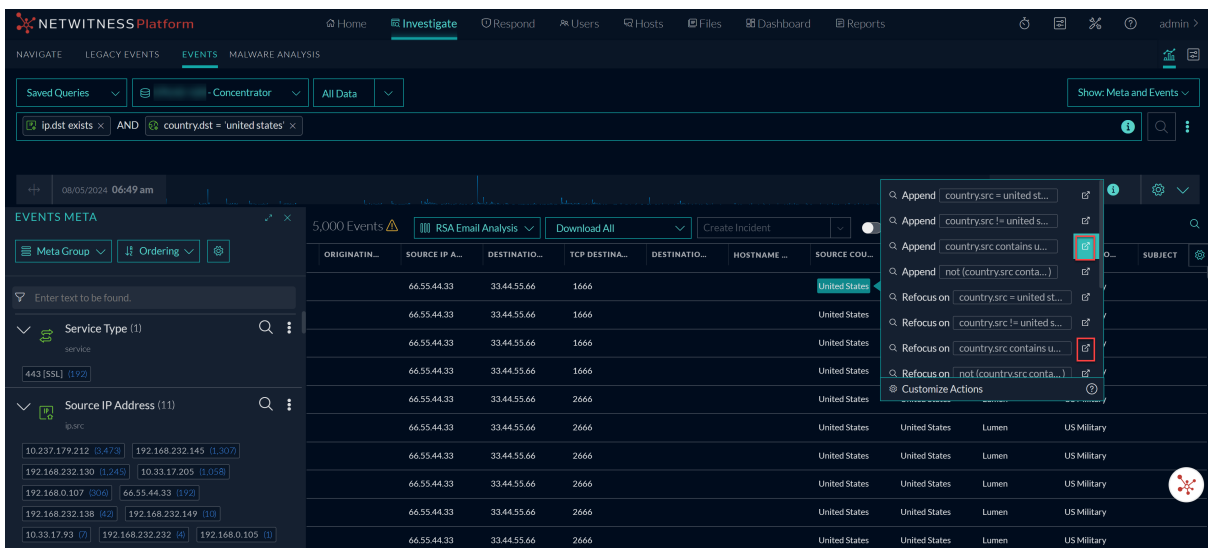 NETWITNESS Platform
Home
Investigate
Respond
Users
Hosts
Files
Dashboard
Reports
admin >
NAVIGATE
LEGACY EVENTS
EVENTS
MALWARE ANALYSIS
Saved Queries
- Concentrator
All Data
Show: Meta and Events
ip.dst exists ×
AND
country.dst = 'united states' ×
08/05/2024 06:49 am
EVENTS META
Meta Group
Ordering
Enter text to be found.
Service Type (1)
service
443 [SSL] (192)
Source IP Address (11)
ip.src
10.237.179.212 (3,473) 192.168.232.145 (1,307)
192.168.232.130 (1,245) 10.33.17.205 (1,058)
192.168.0.107 (306) 66.55.44.33 (192)
192.168.232.138 (42) 192.168.232.149 (10)
10.33.17.93 (7) 192.168.232.232 (4) 192.168.0.105 (1)
5,000 Events
RSA Email Analysis
Download All
Create Incident
ORIGINATIN... SOURCE IP A... DESTINATIO... TCP DESTINA... DESTINATIO... HOSTNAME ... SOURCE COU... SUBJECT
66.55.44.33 33.44.55.66 1666 United States
66.55.44.33 33.44.55.66 1666 United States
66.55.44.33 33.44.55.66 1666 United States
66.55.44.33 33.44.55.66 1666 United States
66.55.44.33 33.44.55.66 2666 United States
66.55.44.33 33.44.55.66 2666 United States United States Lumen US Military
66.55.44.33 33.44.55.66 2666 United States United States Lumen US Military
66.55.44.33 33.44.55.66 2666 United States United States Lumen US Military
66.55.44.33 33.44.55.66 2666 United States United States Lumen US Military
66.55.44.33 33.44.55.66 2666 United States United States Lumen US Military
Append country.src = united st...
Append country.src != united s...
Append country.src contains u...
Append not (country.src conta... )
Refocus on country.src = united st...
Refocus on country.src != united s...
Refocus on country.src contains u...
Refocus on not (country.src conta... )
Customize Actions